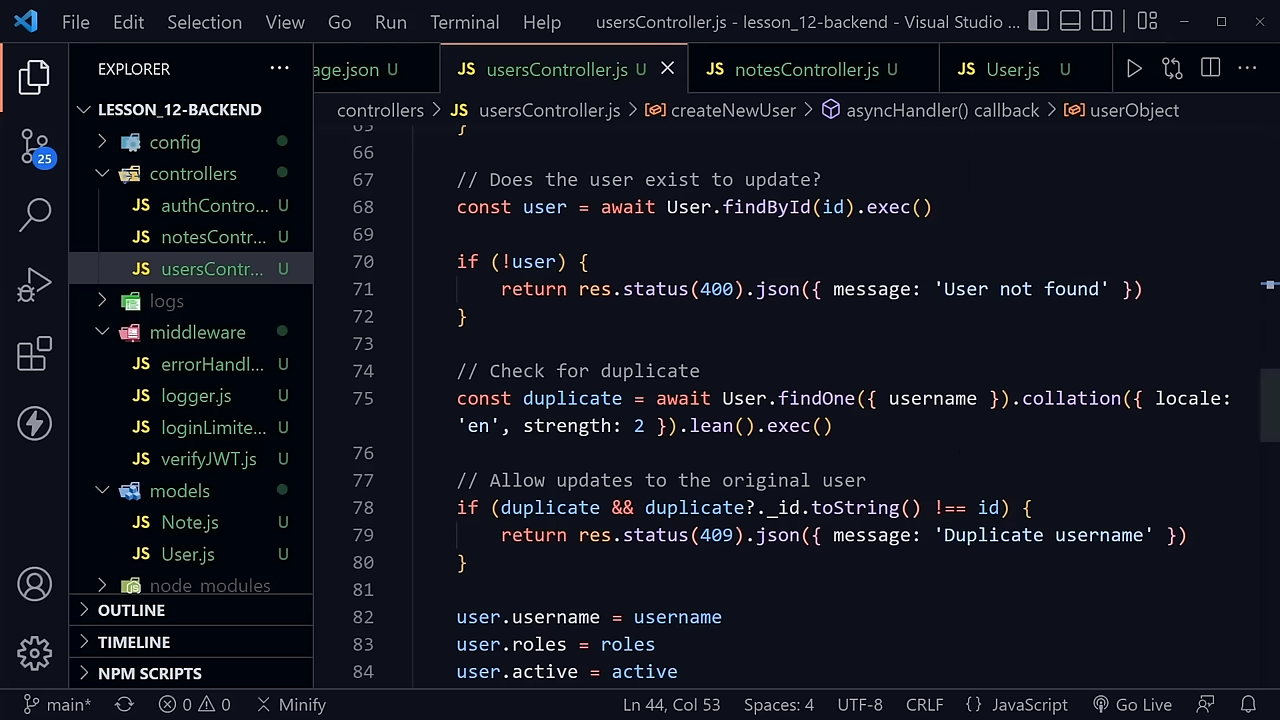 File Edit Selection View Go Run Terminal Help usersController.js - lesson_12-backend - Visual Studio ...
EXPLORER ...
LESSON_12-BACKEND
config
controllers
JS authContro... U
JS notesContr... U
JS usersContr... U
logs
middleware
JS errorHandl... U
JS logger.js U
JS loginLimite... U
JS verifyJWT.js U
models
JS Note.js U
JS User.js U
node_modules
OUTLINE
TIMELINE
NPM SCRIPTS
25
age.json U JS usersController.js U JS notesController.js U JS User.js U ...
controllers > JS usersController.js > createNewUser > asyncHandler() callback > userObject
65 }
66
67 // Does the user exist to update?
68 const user = await User.findById(id).exec()
69
70 if (!user) {
71 return res.status(400).json({ message: 'User not found' })
72 }
73
74 // Check for duplicate
75 const duplicate = await User.findOne({ username }).collation({ locale:
'en', strength: 2 }).lean().exec()
76
77 // Allow updates to the original user
78 if (duplicate && duplicate?._id.toString() !== id) {
79 return res.status(409).json({ message: 'Duplicate username' })
80 }
81
82 user.username = username
83 user.roles = roles
84 user.active = active
main* 0 0 Minify Ln 44, Col 53 Spaces: 4 UTF-8 CRLF {} JavaScript Go Live